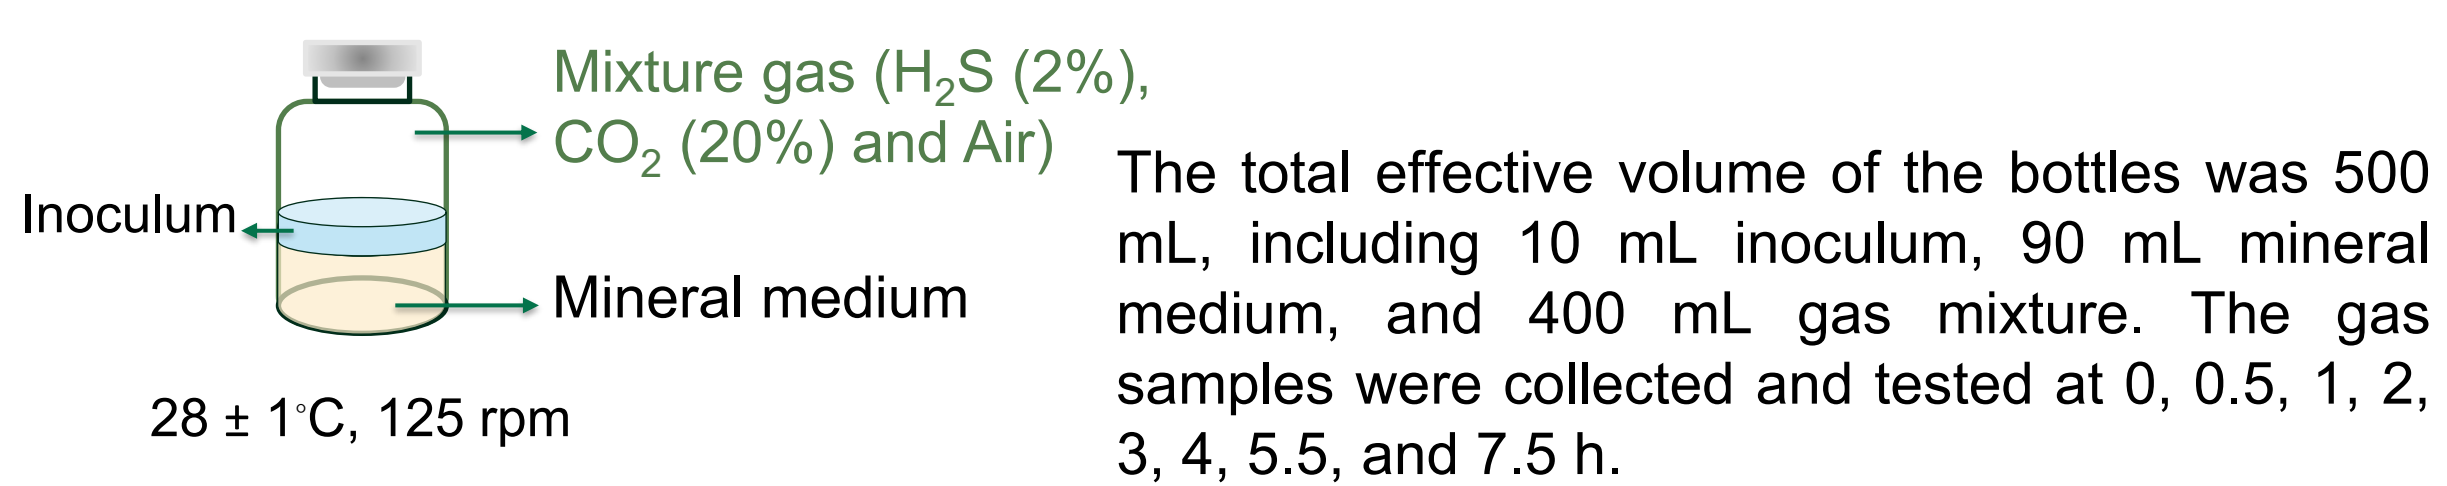 Mixture gas (H₂S (2%),
CO₂ (20%) and Air)
Inoculum
Mineral medium
28 ± 1°C, 125 rpm
The total effective volume of the bottles was 500
mL, including 10 mL inoculum, 90 mL mineral
medium, and 400 mL gas mixture. The gas
samples were collected and tested at 0, 0.5, 1, 2,
3, 4, 5.5, and 7.5 h.